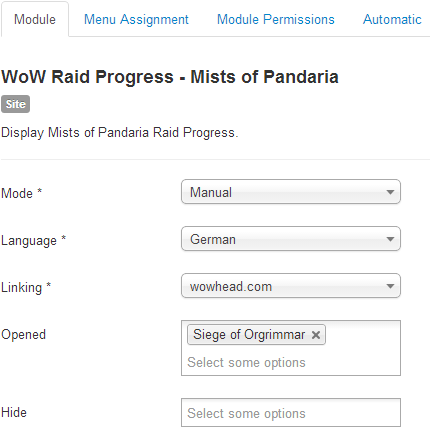 Module Menu Assignment Module Permissions Automatic
WoW Raid Progress - Mists of Pandaria
Site
Display Mists of Pandaria Raid Progress.
Mode * Manual
Language * German
Linking * wowhead.com
Opened Siege of Orgrimmar ×
Select some options
Hide Select some options